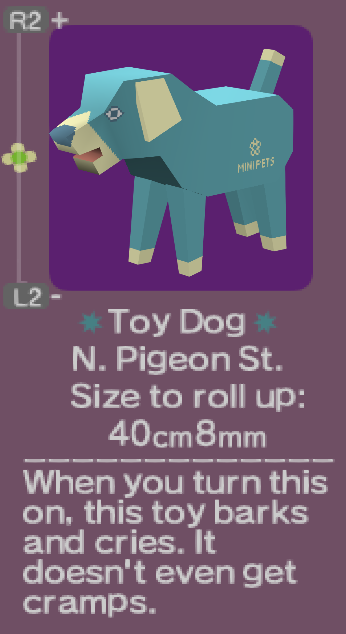 R2 +
MINIPETS
L2 -
Toy Dog
N. Pigeon St.
Size to roll up:
40cm8mm
When you turn this
on, this toy barks
and cries. It
doesn't even get
cramps.